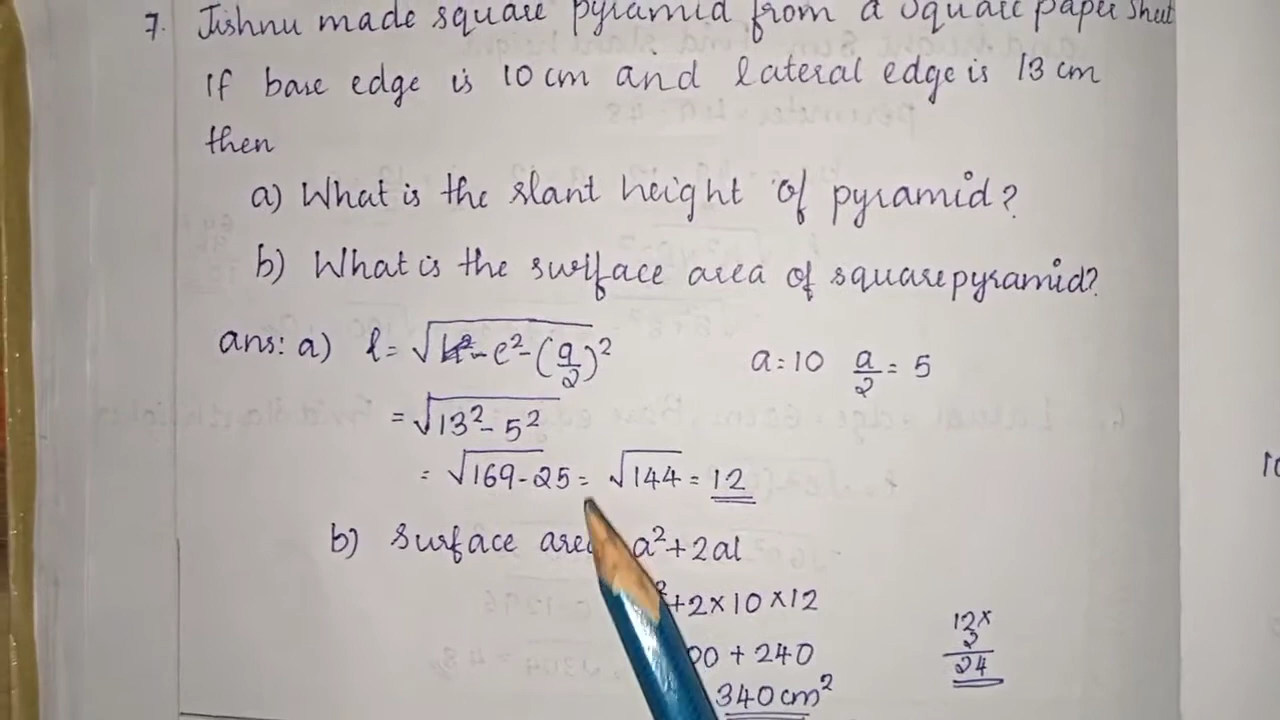 7. Jishnu made square pyramid from a square paper sheet
If base edge is 10 cm and lateral edge is 13 cm
then
a) What is the slant height of pyramid?
b) What is the surface area of square pyramid?
ans: a) l = √e² - (a/2)² a = 10 a/2 = 5
= √13² - 5²
= √169 - 25 = √144 = 12
b) Surface area a² + 2al
+ 2 × 10 × 12
00 + 240
340 cm²
12 ×
2
24